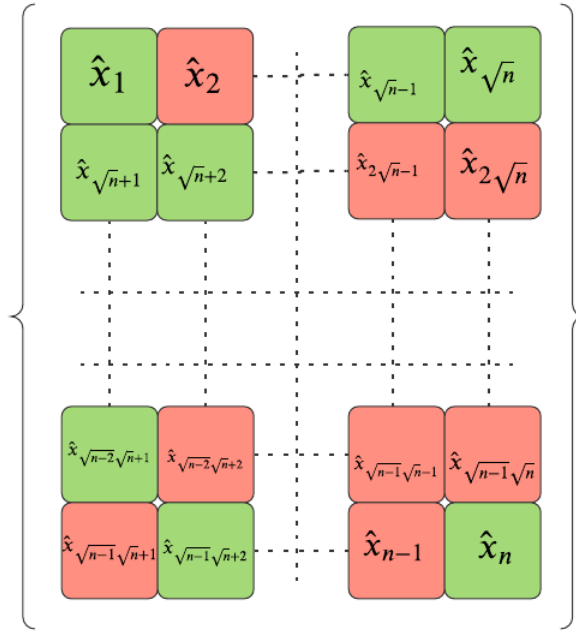 x̂₁ x̂₂ x̂_{√n−1} x̂_{√n}
x̂_{√n+1} x̂_{√n+2} x̂_{2√n−1} x̂_{2√n}
x̂_{√(n−2)√n+1} x̂_{√(n−2)√n+2} x̂_{√(n−1)√n−1} x̂_{√(n−1)√n}
x̂_{√(n−1)√n+1} x̂_{√(n−1)√n+2} x̂_{n−1} x̂_n